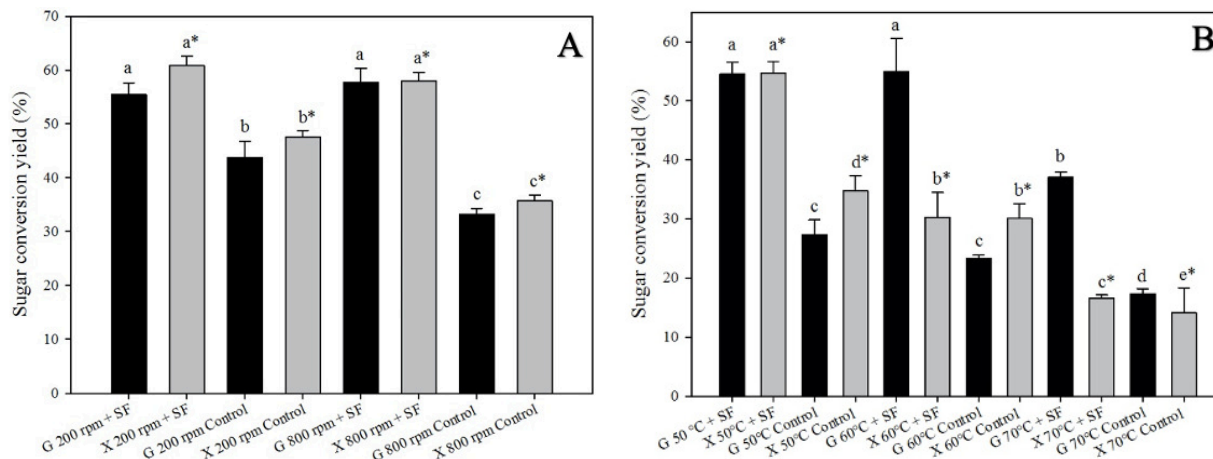 A
Sugar conversion yield (%)
70
60
50
40
30
20
10
0
a
a*
b
b*
a
a*
c
c*
G 200 rpm + SF
X 200 rpm + SF
G 200 rpm Control
X 200 rpm Control
G 800 rpm + SF
X 800 rpm + SF
G 800 rpm Control
X 800 rpm Control
B
Sugar conversion yield (%)
60
50
40
30
20
10
0
a
a*
c
d*
a
b*
c
b*
b
c*
d
e*
G 50 °C + SF
X 50°C + SF
G 50°C Control
X 50°C Control
G 60°C + SF
X 60°C + SF
G 60°C Control
X 60°C Control
G 70°C + SF
X 70°C + SF
G 70°C Control
X 70°C Control